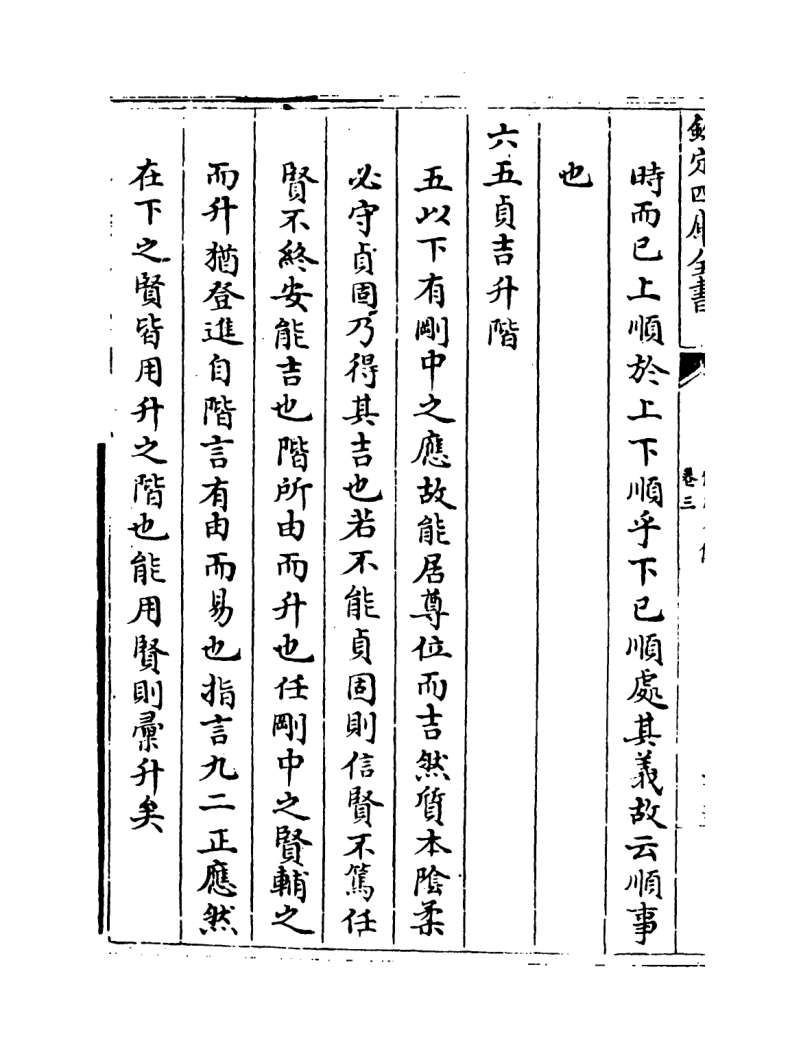 欽定四庫全書
卷三
時而已上順於上下順乎下已順處其義故云順事
也
六五貞吉升階
五以下有剛中之應故能居尊位而吉然質本陰柔
必守貞固乃得其吉也若不能貞固則信賢不篤任
賢不終安能吉也階所由而升也任剛中之賢輔之
而升猶登進自階言有由而易也指言九二正應然
在下之賢皆用升之階也能用賢則彚升矣